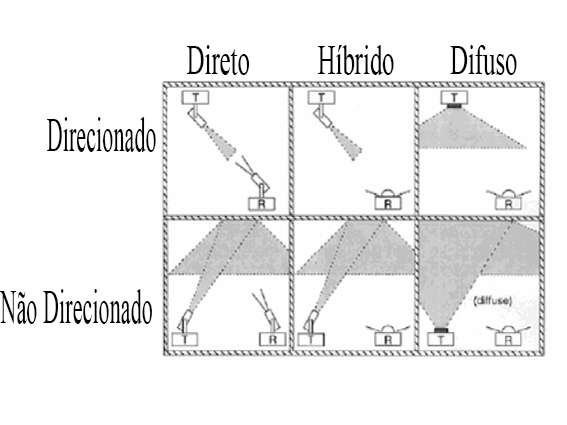 Direto Híbrido Difuso
Direcionado
T T T
R R R
Não Direcionado
(diffuse)
T R T R T R